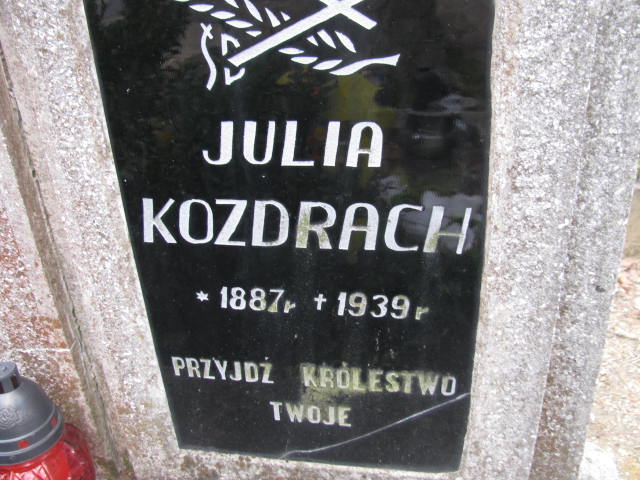 JULIA
KOZDRACH
* 1887r + 1939r
PRZYJDŹ KRÓLESTWO
TWOJE